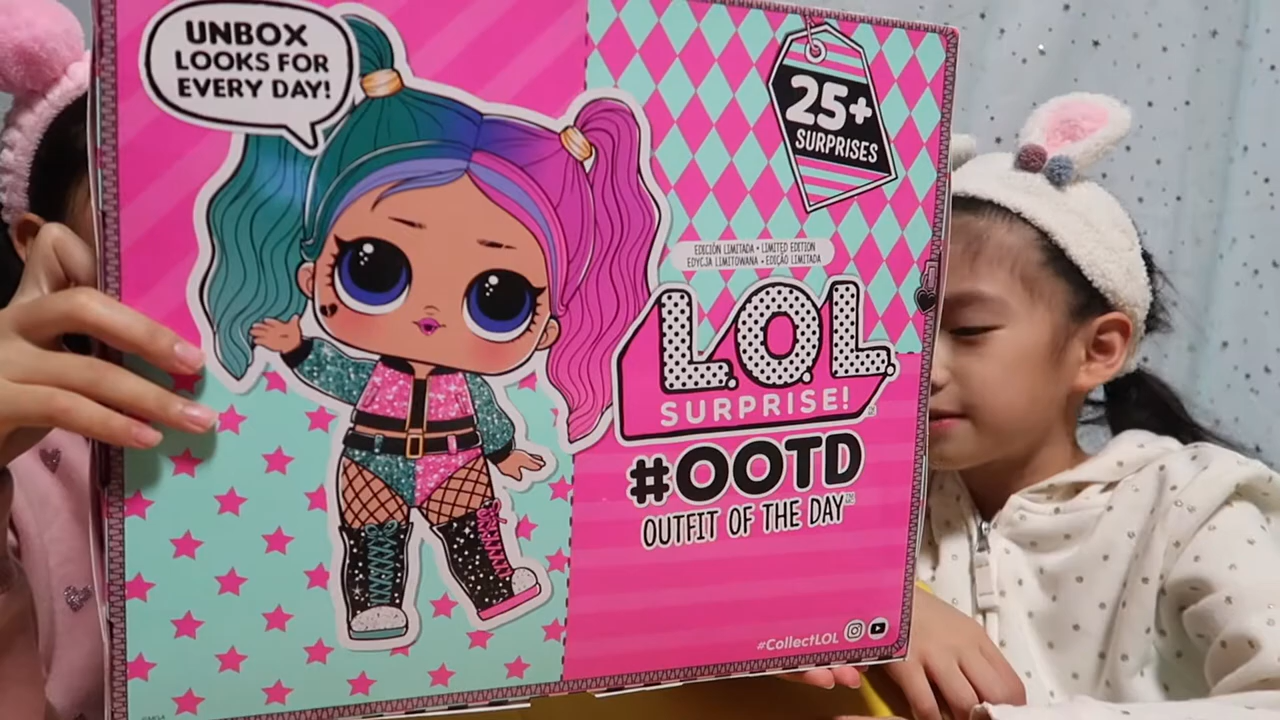 UNBOX
LOOKS FOR
EVERY DAY!
25+
SURPRISES
EDICIÓN LIMITADA • LIMITED EDITION
EDYCJA LIMITOWANA • EDIÇÃO LIMITADA
L.O.L.
SURPRISE!
#OOTD
OUTFIT OF THE DAY
#CollectLOL